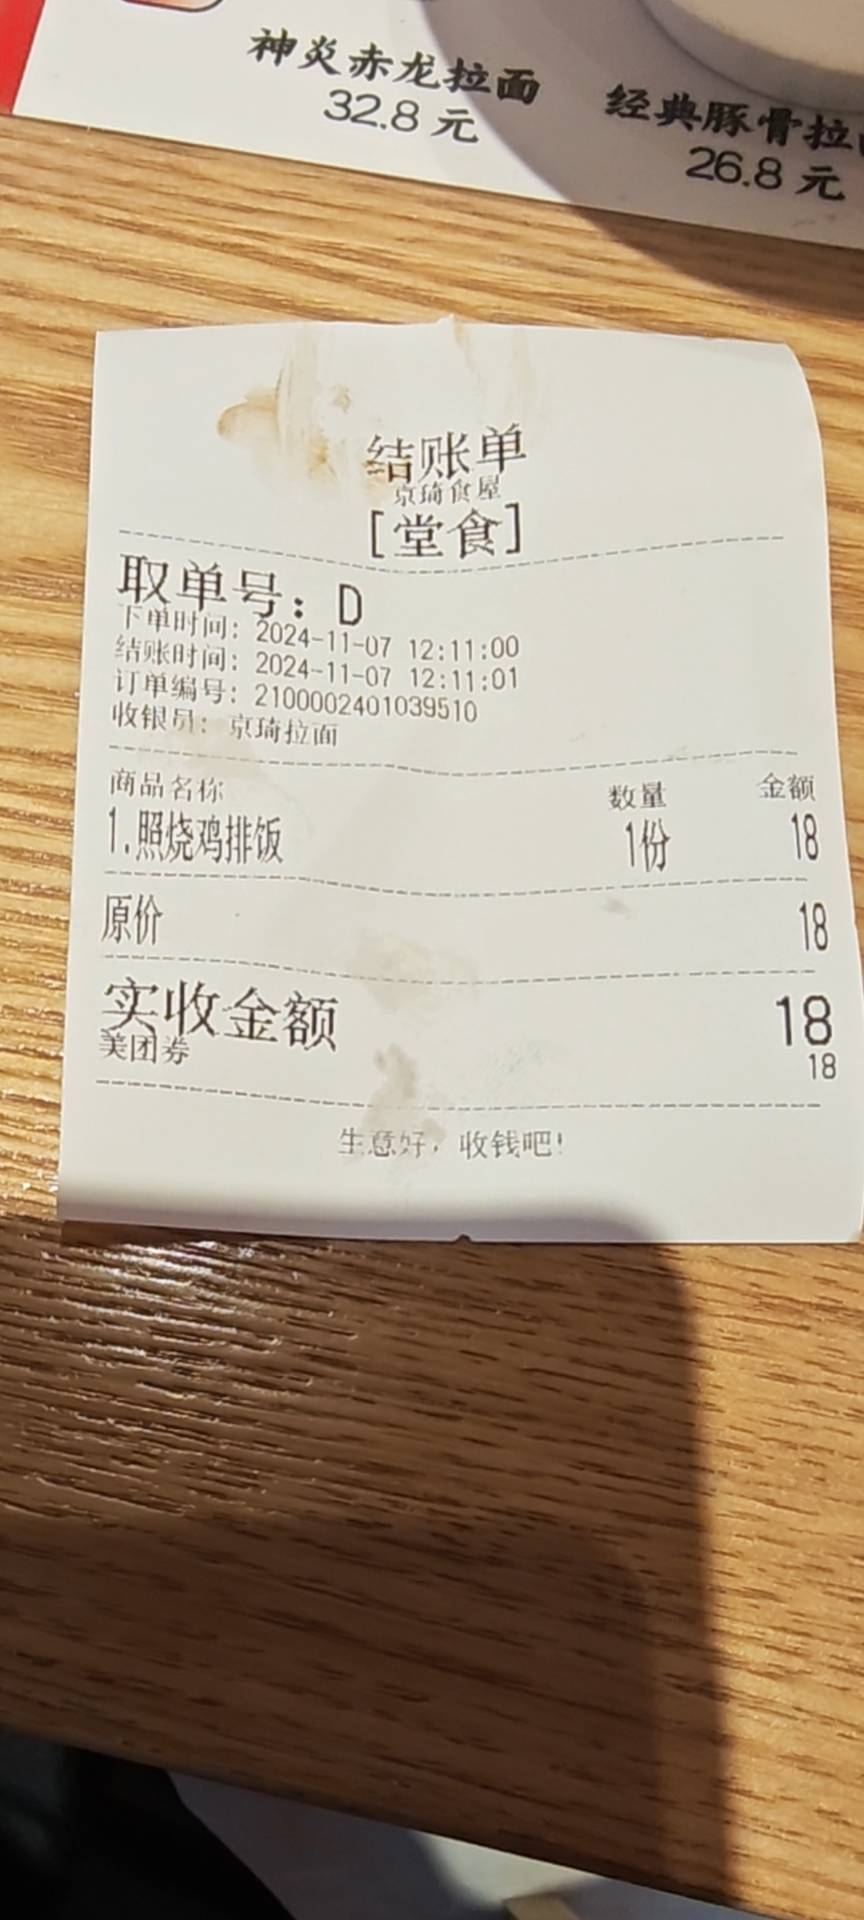 神炎赤龙拉面
32.8 元
经典豚骨拉
26.8 元
结账单
京琦食屋
[堂食]
取单号: D
下单时间: 2024-11-07 12:11:00
结账时间: 2024-11-07 12:11:01
订单编号: 2100002401039510
收银员: 京琦拉面
商品名称 数量 金额
1.照烧鸡排饭 1份 18
原价 18
实收金额 18
美团券 18
生意好，收钱吧!